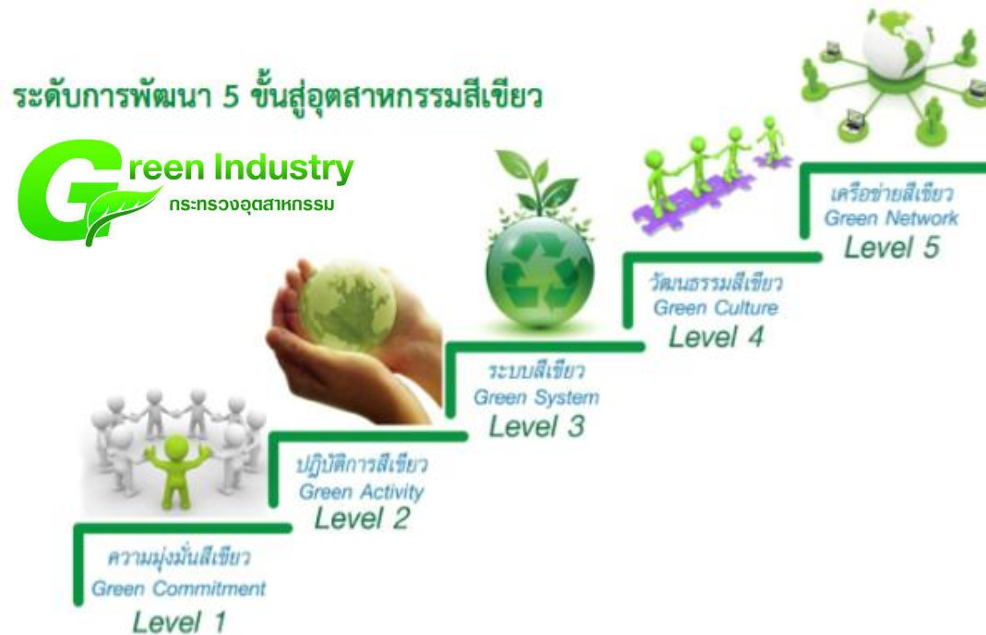 ระดับการพัฒนา 5 ขั้นสู่อุตสาหกรรมสีเขียว
Green Industry
กระทรวงอุตสาหกรรม
เครือข่ายสีเขียว
Green Network
Level 5
วัฒนธรรมสีเขียว
Green Culture
Level 4
ระบบสีเขียว
Green System
Level 3
ปฏิบัติการสีเขียว
Green Activity
Level 2
ความมุ่งมั่นสีเขียว
Green Commitment
Level 1